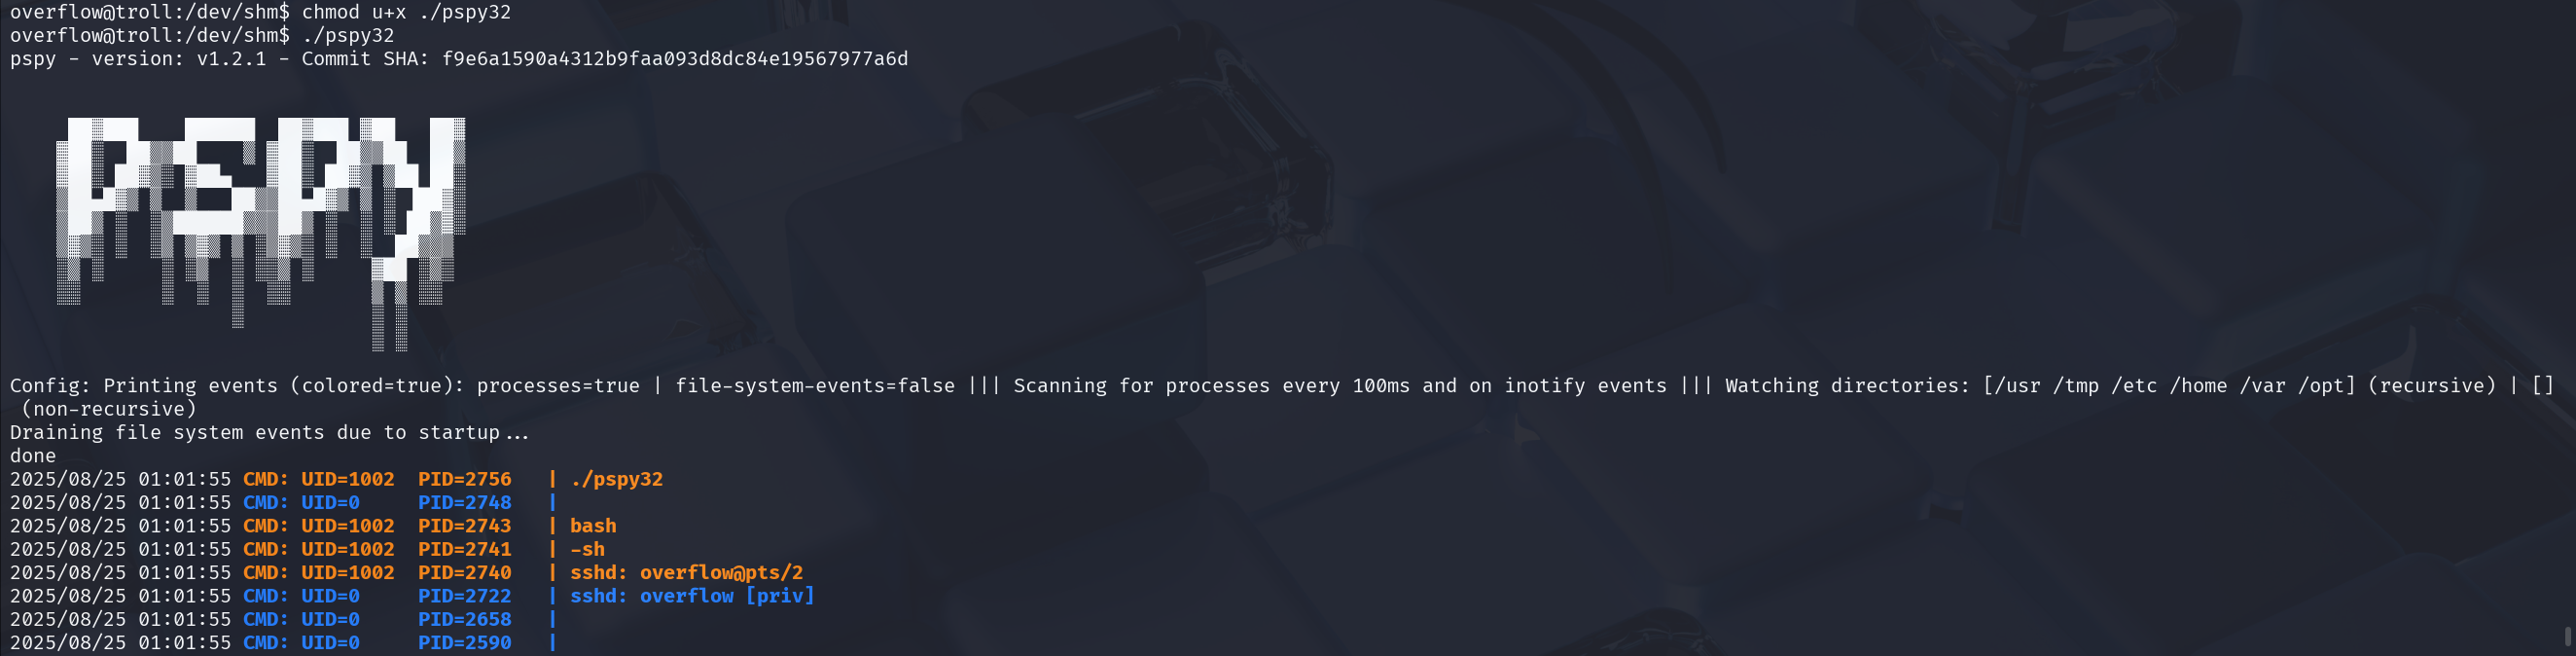 overflow@troll:/dev/shm$ chmod u+x ./pspy32
overflow@troll:/dev/shm$ ./pspy32
pspy - version: v1.2.1 - Commit SHA: f9e6a1590a4312b9faa093d8dc84e19567977a6d
PSPY
Config: Printing events (colored=true): processes=true | file-system-events=false ||| Scanning for processes every 100ms and on inotify events ||| Watching directories: [/usr /tmp /etc /home /var /opt] (recursive) | []
(non-recursive)
Draining file system events due to startup...
done
2025/08/25 01:01:55 CMD: UID=1002  PID=2756   | ./pspy32
2025/08/25 01:01:55 CMD: UID=0     PID=2748   |
2025/08/25 01:01:55 CMD: UID=1002  PID=2743   | bash
2025/08/25 01:01:55 CMD: UID=1002  PID=2741   | -sh
2025/08/25 01:01:55 CMD: UID=1002  PID=2740   | sshd: overflow@pts/2
2025/08/25 01:01:55 CMD: UID=0     PID=2722   | sshd: overflow [priv]
2025/08/25 01:01:55 CMD: UID=0     PID=2658   |
2025/08/25 01:01:55 CMD: UID=0     PID=2590   |